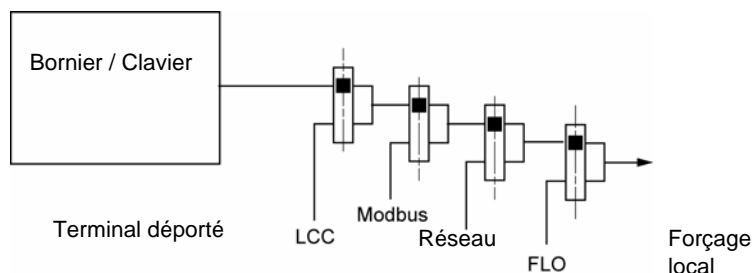 Bornier / Clavier
Terminal déporté
LCC
Modbus
Réseau
FLO
Forçage
local